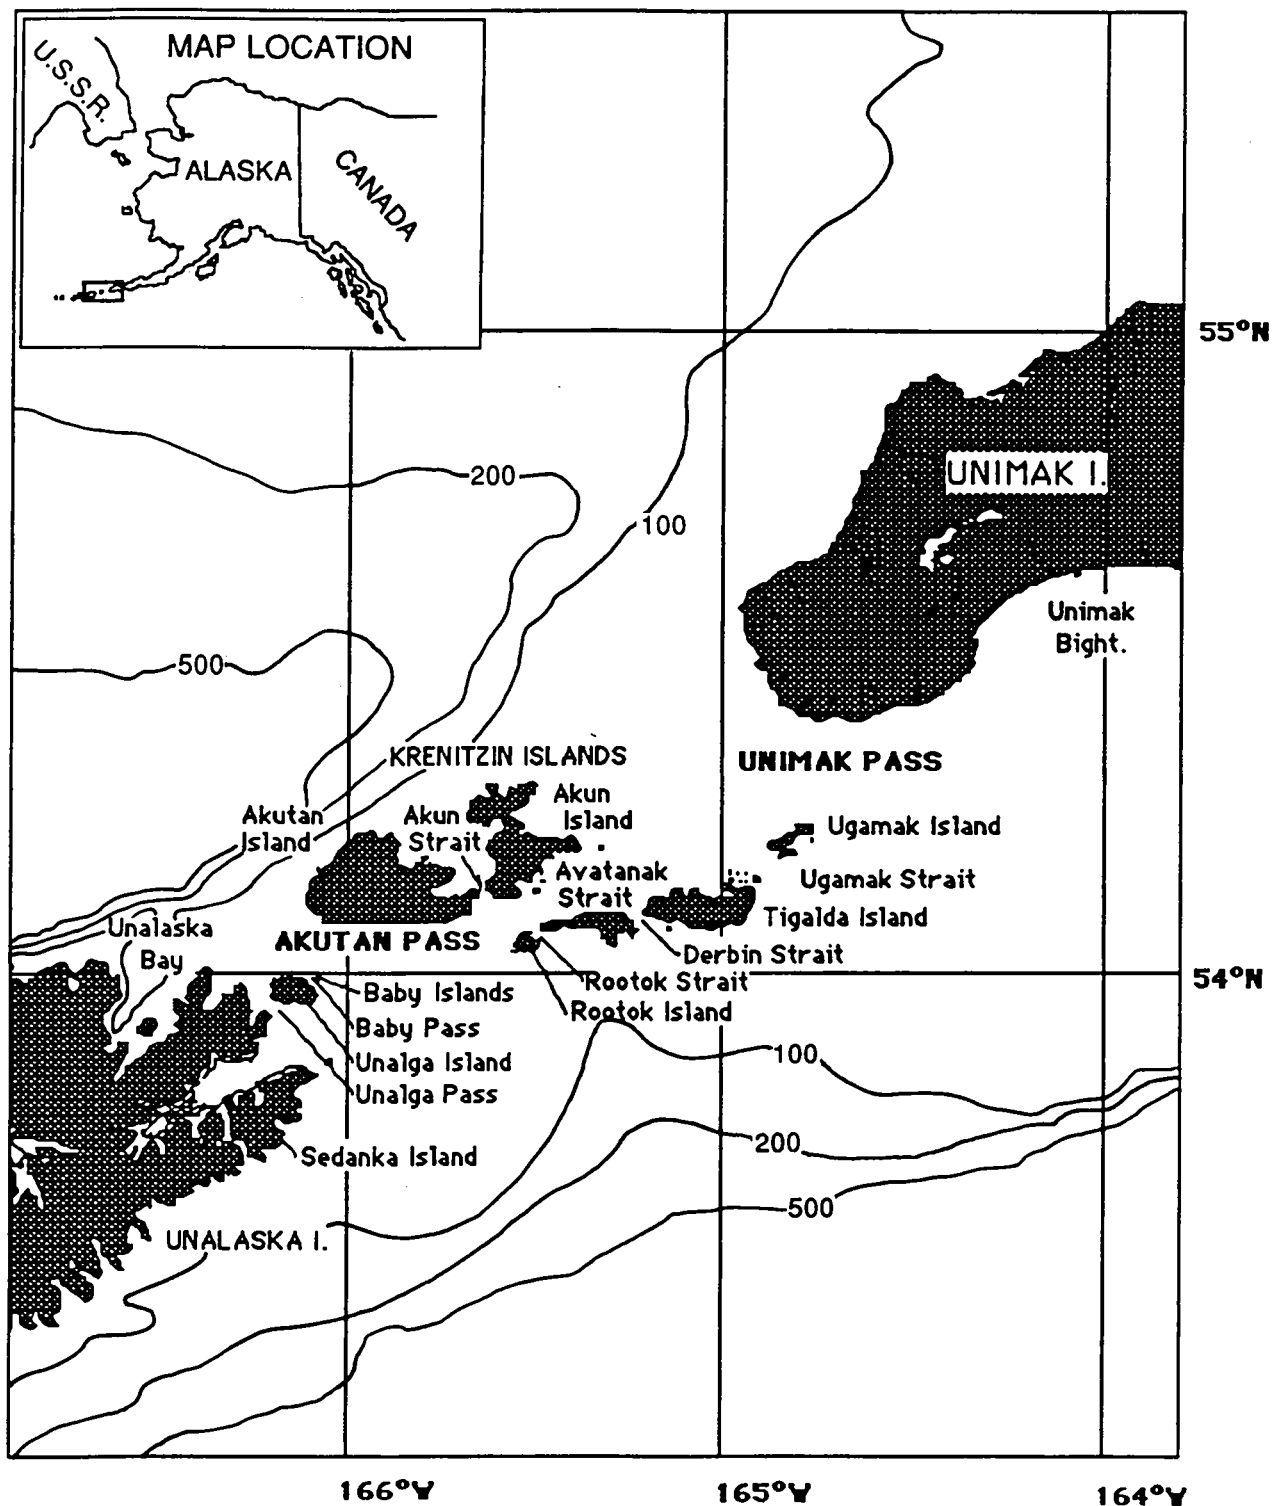 MAP LOCATION
U.S.S.R.
ALASKA
CANADA
55°N
UNIMAK I.
200
100
Unimak
Bight.
500
KRENITZIN ISLANDS
UNIMAK PASS
Akun
Island
Akutan
Island
Akun
Strait
Ugamak Island
Avatanak
Strait
Ugamak Strait
Tigalda Island
Unalaska
Bay
AKUTAN PASS
Derbin Strait
Rootok Strait
54°N
Baby Islands
Rootok Island
Baby Pass
100
Unalga Island
Unalga Pass
200
Sedanka Island
500
UNALASKA I.
166°W
165°W
164°W